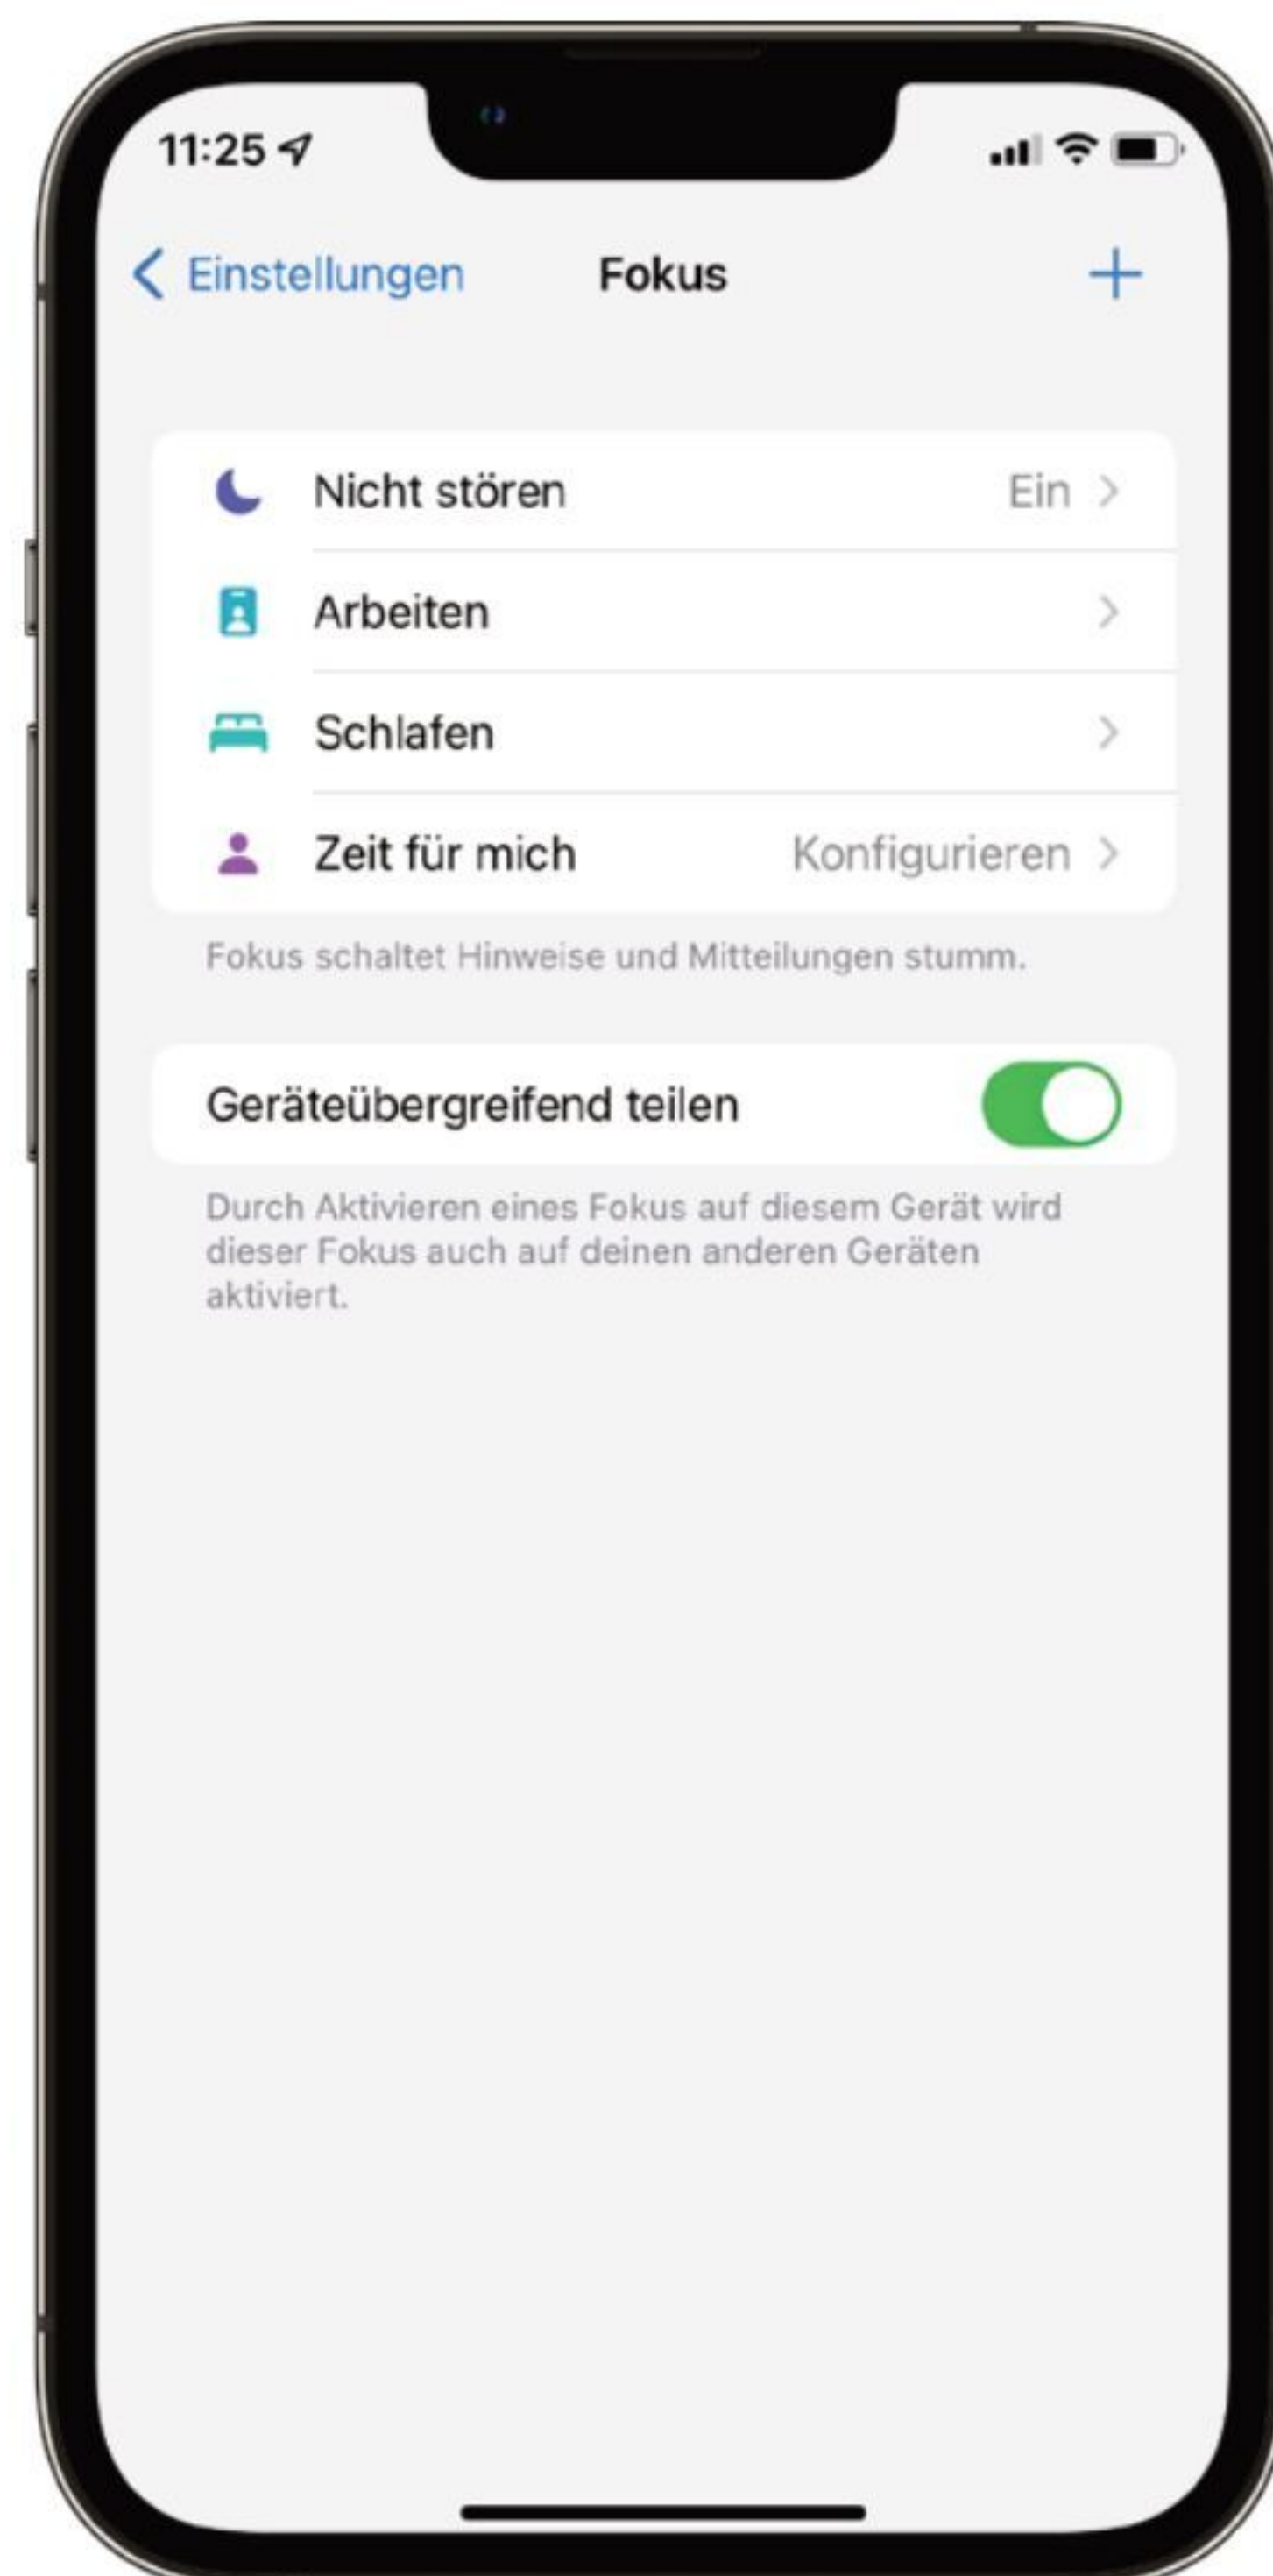 11:25
Einstellungen Fokus +
Nicht stören Ein
Arbeiten
Schlafen
Zeit für mich Konfigurieren
Fokus schaltet Hinweise und Mitteilungen stumm.
Geräteübergreifend teilen
Durch Aktivieren eines Fokus auf diesem Gerät wird
dieser Fokus auch auf deinen anderen Geräten
aktiviert.